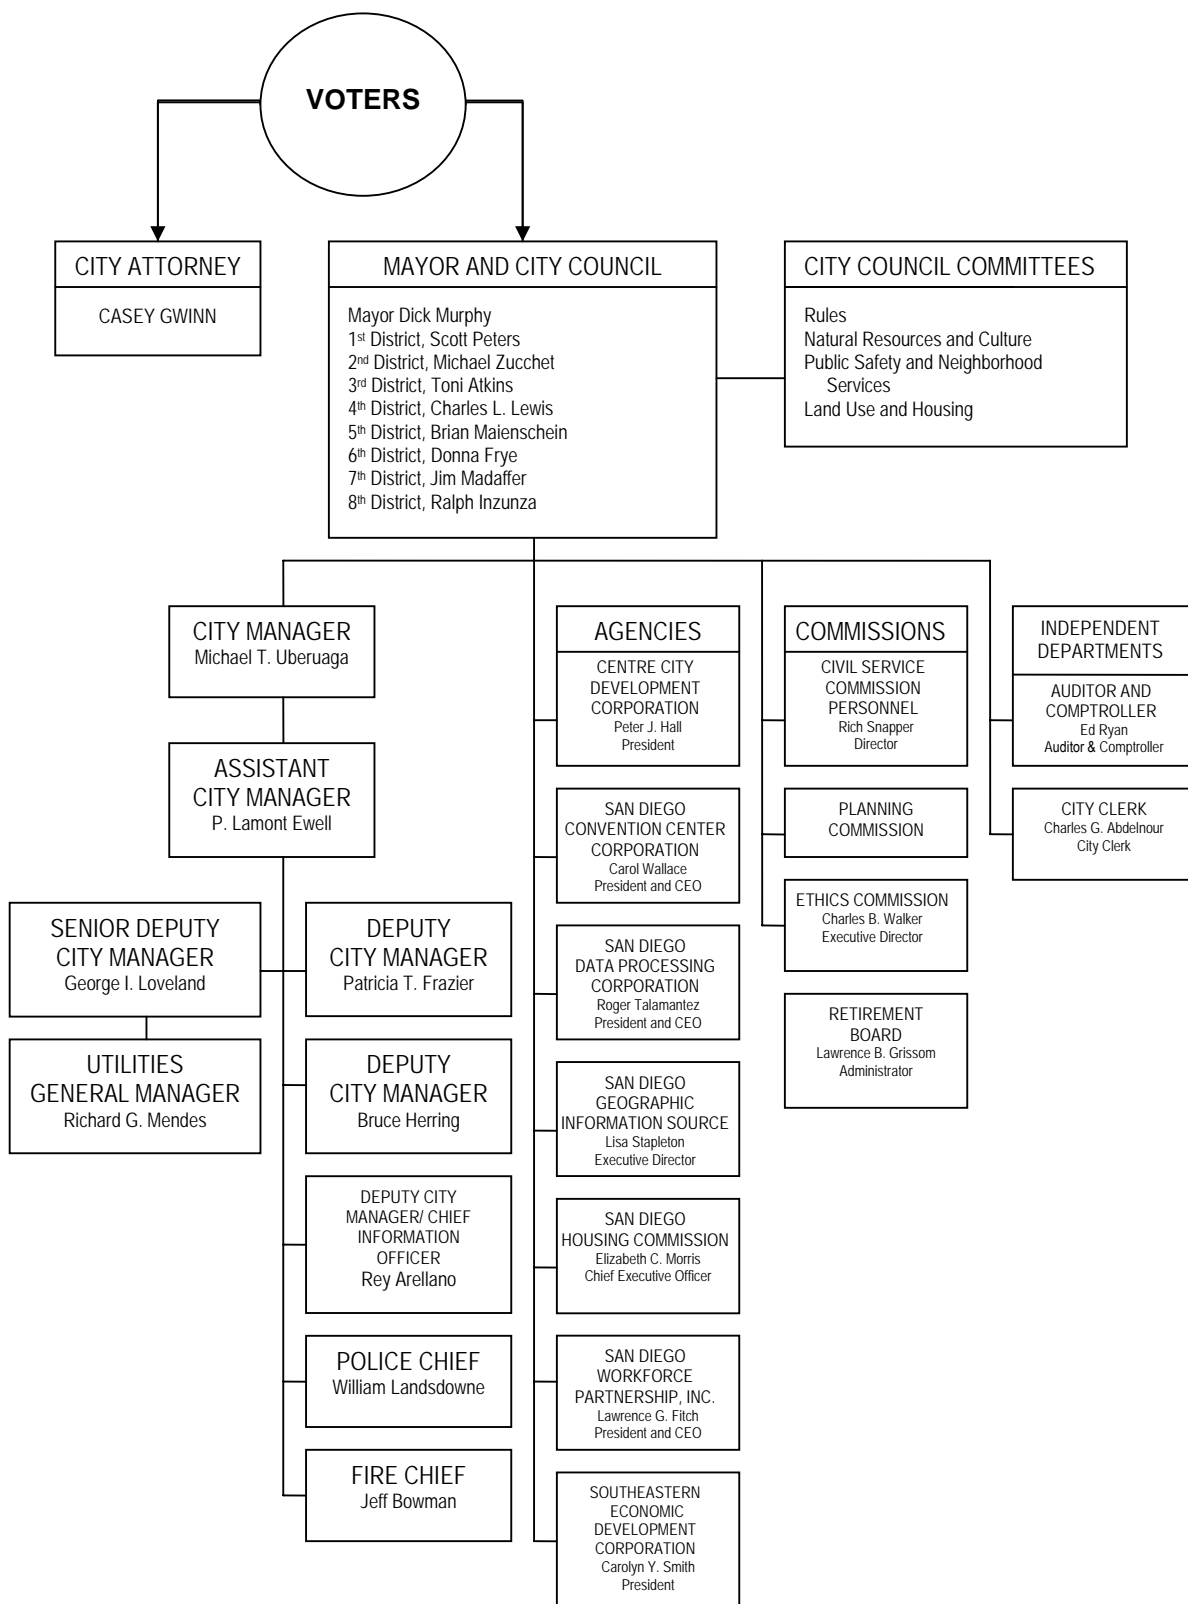 VOTERS
CITY ATTORNEY
CASEY GWINN
MAYOR AND CITY COUNCIL
Mayor Dick Murphy
1st District, Scott Peters
2nd District, Michael Zucchet
3rd District, Toni Atkins
4th District, Charles L. Lewis
5th District, Brian Maienschein
6th District, Donna Frye
7th District, Jim Madaffer
8th District, Ralph Inzunza
CITY COUNCIL COMMITTEES
Rules
Natural Resources and Culture
Public Safety and Neighborhood
Services
Land Use and Housing
CITY MANAGER
Michael T. Uberuaga
ASSISTANT
CITY MANAGER
P. Lamont Ewell
SENIOR DEPUTY
CITY MANAGER
George I. Loveland
UTILITIES
GENERAL MANAGER
Richard G. Mendes
DEPUTY
CITY MANAGER
Patricia T. Frazier
DEPUTY
CITY MANAGER
Bruce Herring
DEPUTY CITY
MANAGER/ CHIEF
INFORMATION
OFFICER
Rey Arellano
POLICE CHIEF
William Landsdowne
FIRE CHIEF
Jeff Bowman
AGENCIES
CENTRE CITY
DEVELOPMENT
CORPORATION
Peter J. Hall
President
SAN DIEGO
CONVENTION CENTER
CORPORATION
Carol Wallace
President and CEO
SAN DIEGO
DATA PROCESSING
CORPORATION
Roger Talamantez
President and CEO
SAN DIEGO
GEOGRAPHIC
INFORMATION SOURCE
Lisa Stapleton
Executive Director
SAN DIEGO
HOUSING COMMISSION
Elizabeth C. Morris
Chief Executive Officer
SAN DIEGO
WORKFORCE
PARTNERSHIP, INC.
Lawrence G. Fitch
President and CEO
SOUTHEASTERN
ECONOMIC
DEVELOPMENT
CORPORATION
Carolyn Y. Smith
President
COMMISSIONS
CIVIL SERVICE
COMMISSION
PERSONNEL
Rich Snapper
Director
PLANNING
COMMISSION
ETHICS COMMISSION
Charles B. Walker
Executive Director
RETIREMENT
BOARD
Lawrence B. Grissom
Administrator
INDEPENDENT
DEPARTMENTS
AUDITOR AND
COMPTROLLER
Ed Ryan
Auditor & Comptroller
CITY CLERK
Charles G. Abdelnour
City Clerk